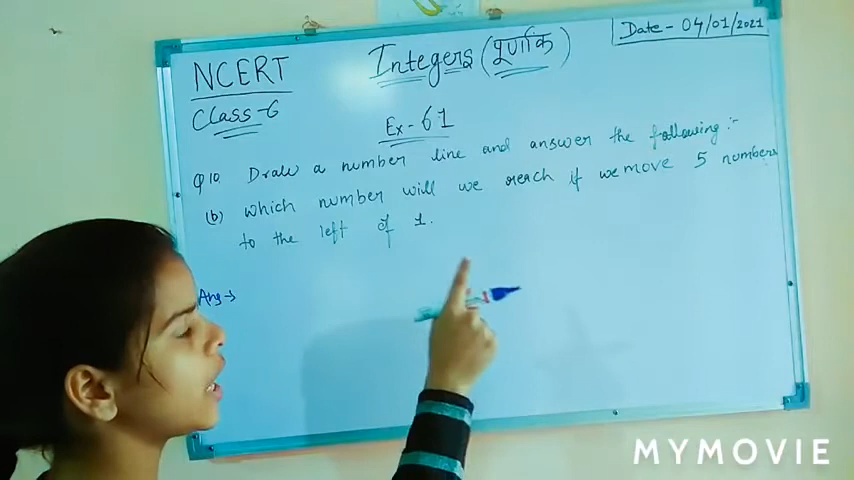 Date - 04/01/2021
NCERT Integers (पूर्णांक)
Class-6
Ex- 6.1
Q10. Draw a number line and answer the following :-
(b) which number will we reach if we move 5 numbers
to the left of 1.
Ans→
MYMOVIE